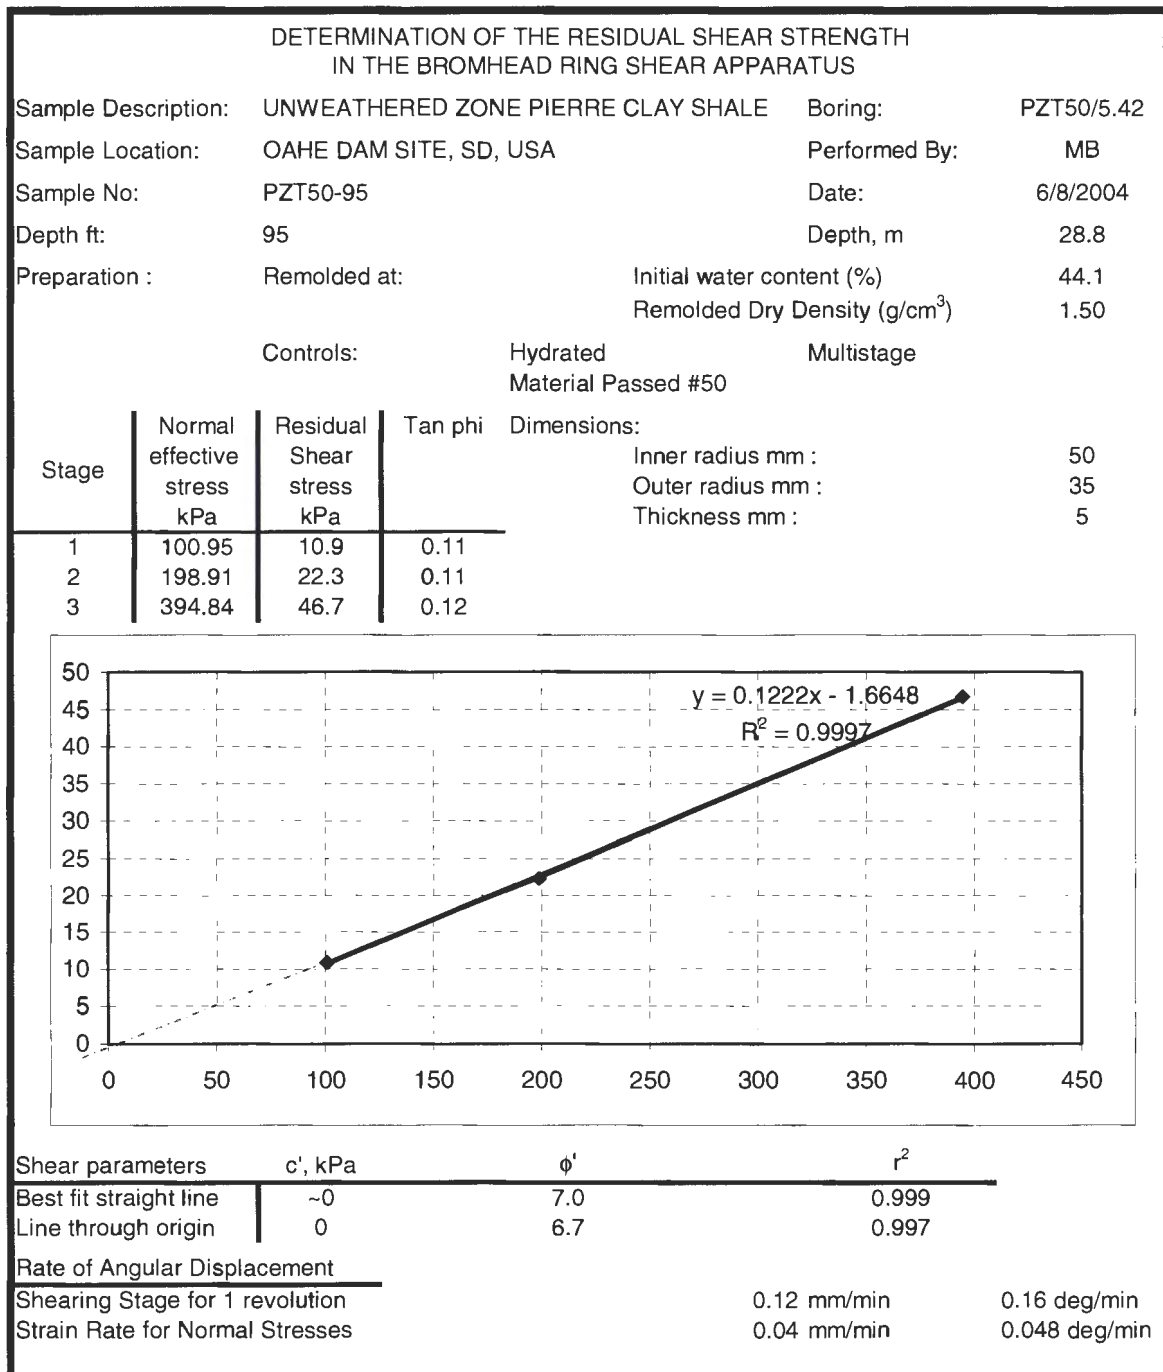 DETERMINATION OF THE RESIDUAL SHEAR STRENGTH
IN THE BROMHEAD RING SHEAR APPARATUS
Sample Description: UNWEATHERED ZONE PIERRE CLAY SHALE Boring: PZT50/5.42
Sample Location: OAHE DAM SITE, SD, USA Performed By: MB
Sample No: PZT50-95 Date: 6/8/2004
Depth ft: 95 Depth, m 28.8
Preparation : Remolded at: Initial water content (%) 44.1
Remolded Dry Density (g/cm³) 1.50
Controls: Hydrated Multistage
Material Passed #50
Stage Normal effective stress kPa Residual Shear stress kPa Tan phi
1 100.95 10.9 0.11
2 198.91 22.3 0.11
3 394.84 46.7 0.12
Dimensions:
Inner radius mm : 50
Outer radius mm : 35
Thickness mm : 5
y = 0.1222x - 1.6648
R² = 0.9997
50
45
40
35
30
25
20
15
10
5
0
0 50 100 150 200 250 300 350 400 450
Shear parameters c', kPa ϕ' r²
Best fit straight line ~0 7.0 0.999
Line through origin 0 6.7 0.997
Rate of Angular Displacement
Shearing Stage for 1 revolution 0.12 mm/min 0.16 deg/min
Strain Rate for Normal Stresses 0.04 mm/min 0.048 deg/min